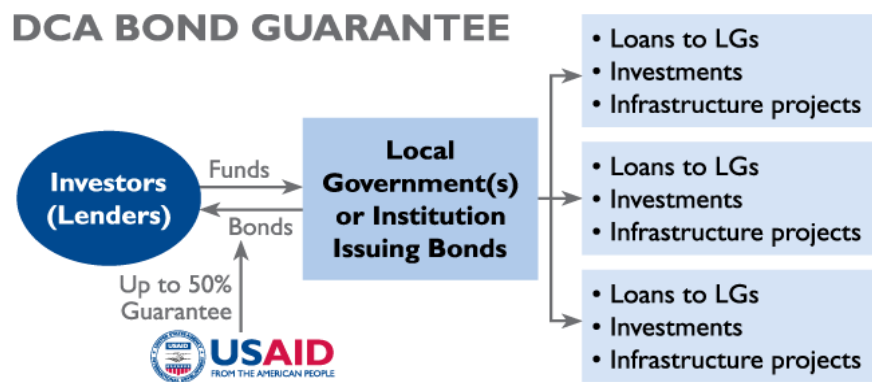 DCA BOND GUARANTEE
Investors
(Lenders)
Funds
Bonds
Up to 50%
Guarantee
USAID
FROM THE AMERICAN PEOPLE
Local
Government(s)
or Institution
Issuing Bonds
• Loans to LGs
• Investments
• Infrastructure projects
• Loans to LGs
• Investments
• Infrastructure projects
• Loans to LGs
• Investments
• Infrastructure projects